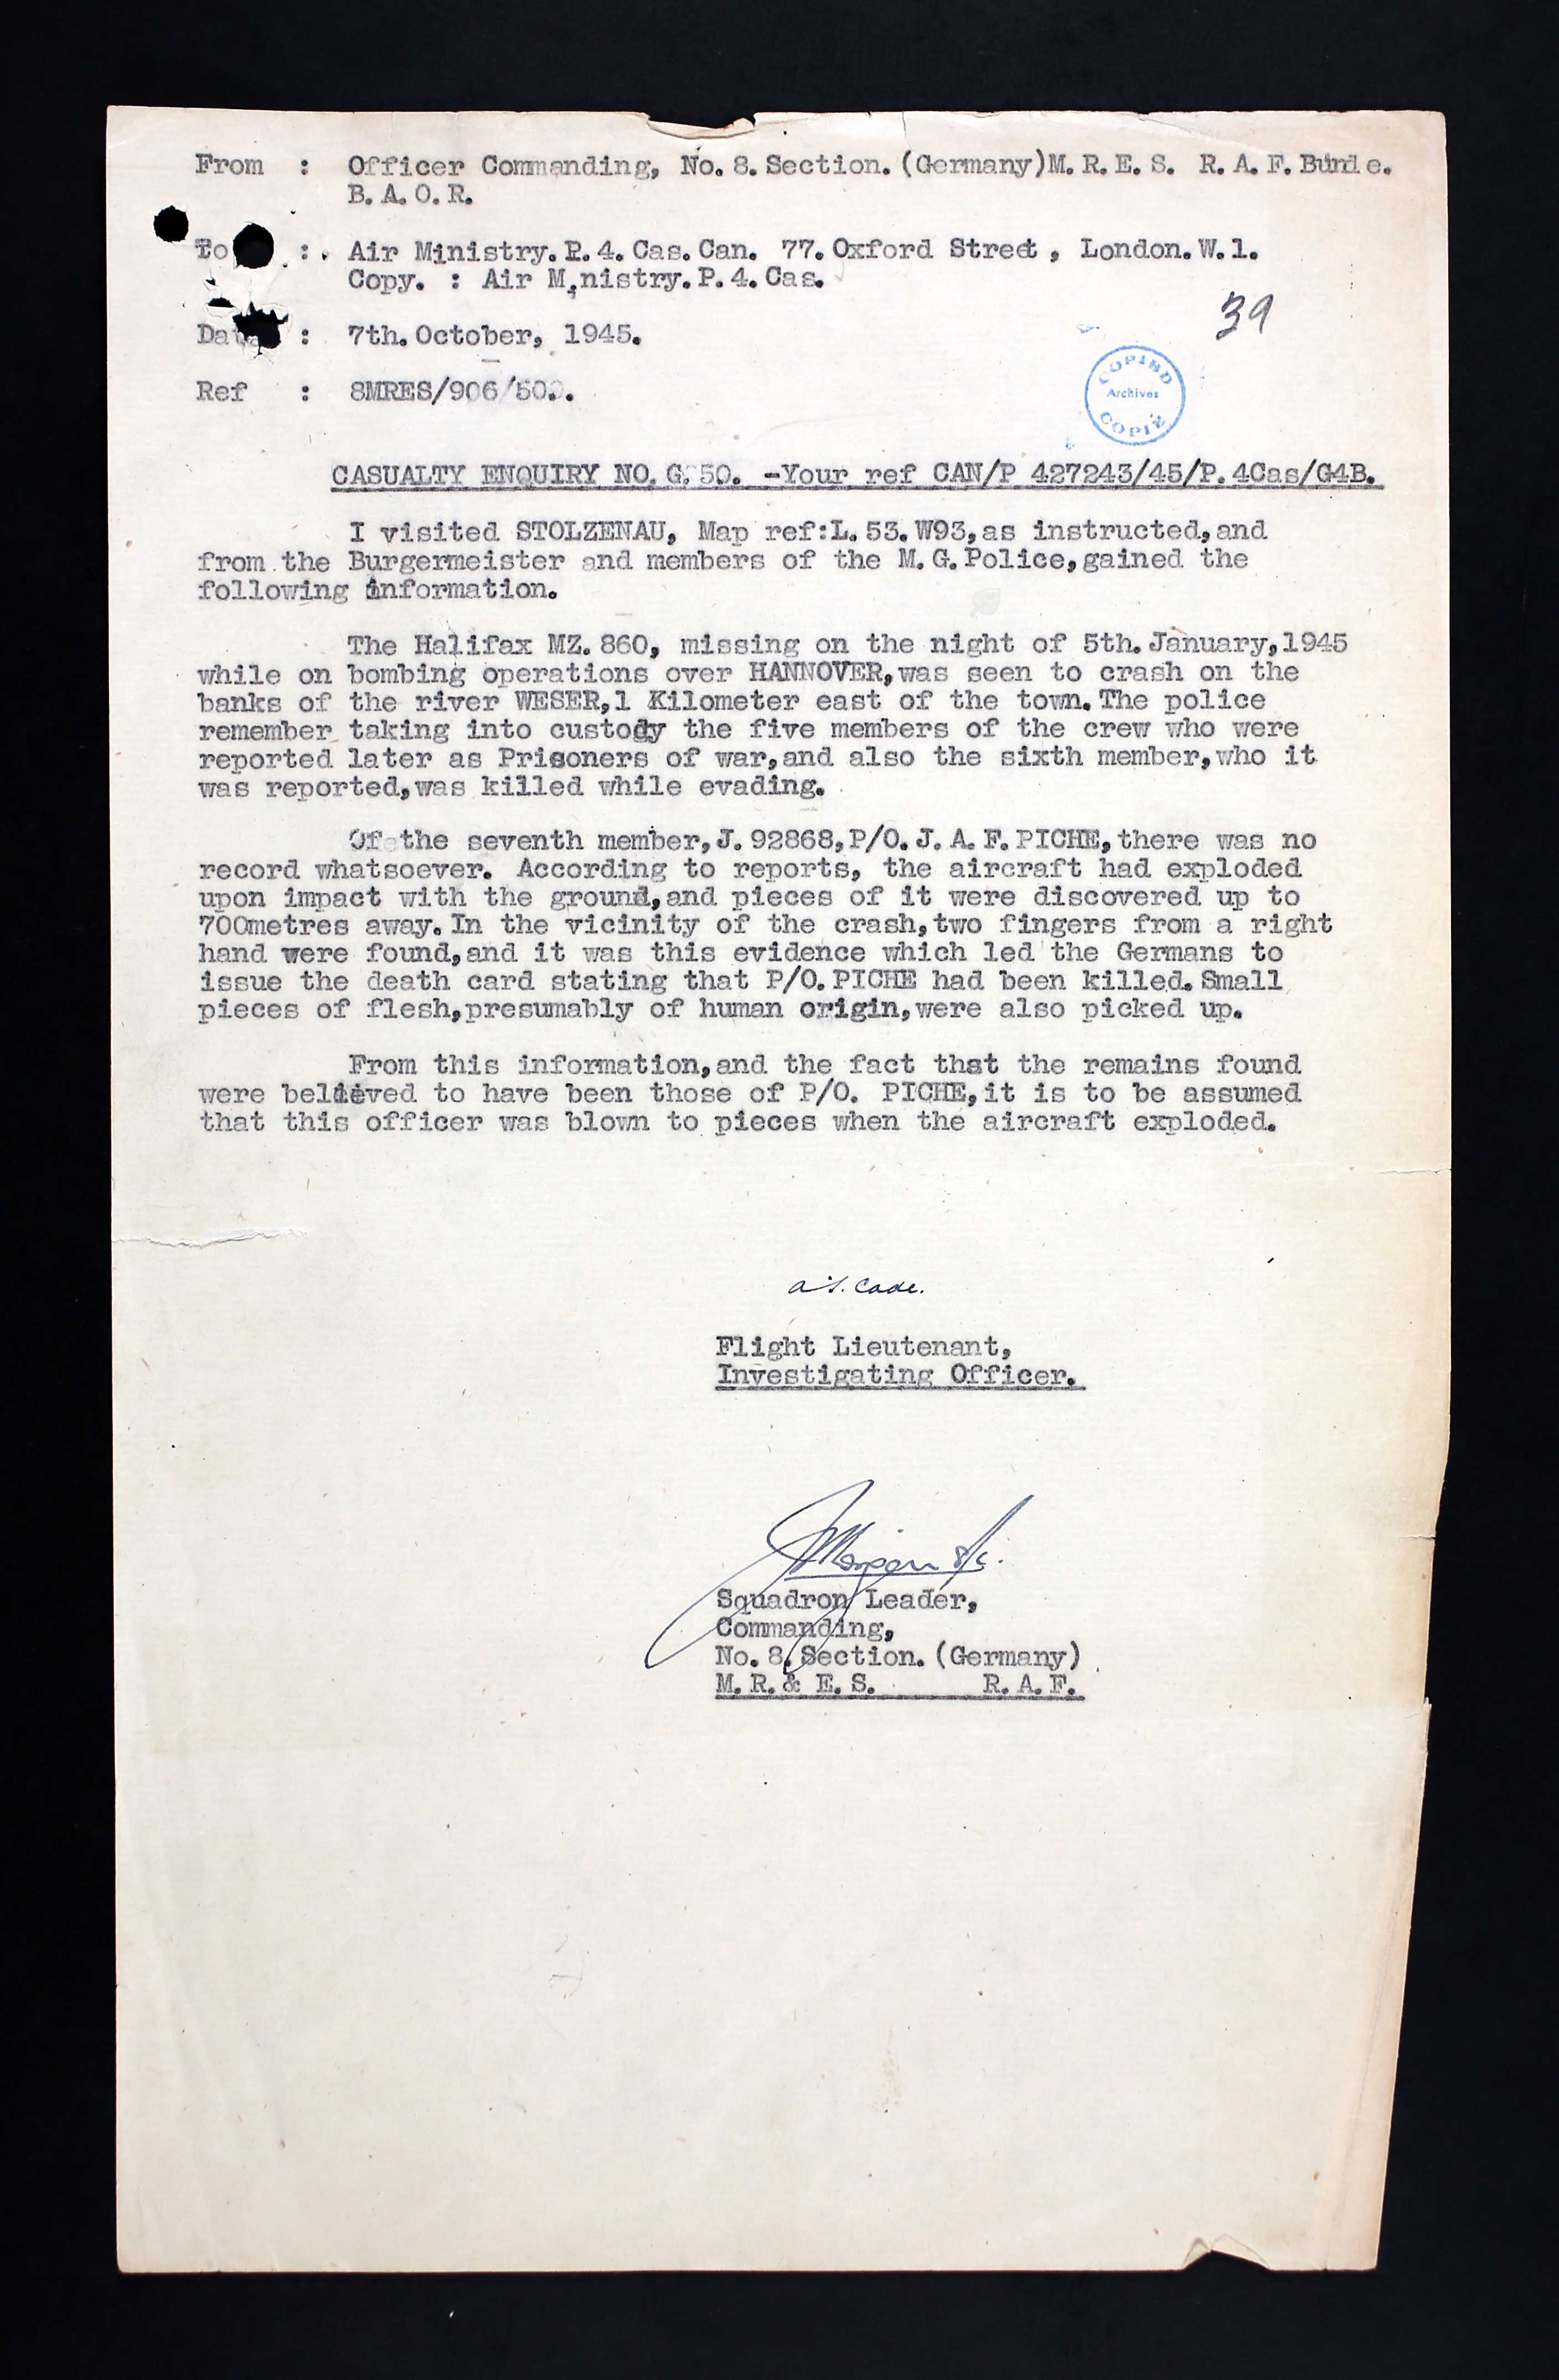 From : Officer Commanding, No. 8. Section. (Germany)M. R. E. S. R. A. F. Bunde.
B. A. O. R.
To : Air Ministry. P. 4. Cas. Can. 77. Oxford Street, London. W. 1.
Copy. : Air Mnistry. P. 4. Cas.
39
Date : 7th. October, 1945.
COPIED
Archives
COPIÉ
Ref : 8MRES/906/50.
CASUALTY ENQUIRY NO. G. 50. -Your ref CAN/P 427243/45/P. 4Cas/G4B.
I visited STOLZENAU, Map ref:L. 53. W93, as instructed, and
from the Burgermeister and members of the M. G. Police, gained the
following information.
The Halifax MZ. 860, missing on the night of 5th. January, 1945
while on bombing operations over HANNOVER, was seen to crash on the
banks of the river WESER, 1 Kilometer east of the town. The police
remember taking into custody the five members of the crew who were
reported later as Prisoners of war, and also the sixth member, who it
was reported, was killed while evading.
Of the seventh member, J. 92868, P/O. J. A. F. PICHE, there was no
record whatsoever. According to reports, the aircraft had exploded
upon impact with the ground, and pieces of it were discovered up to
700metres away. In the vicinity of the crash, two fingers from a right
hand were found, and it was this evidence which led the Germans to
issue the death card stating that P/O. PICHE had been killed. Small
pieces of flesh, presumably of human origin, were also picked up.
From this information, and the fact that the remains found
were believed to have been those of P/O. PICHE, it is to be assumed
that this officer was blown to pieces when the aircraft exploded.
Flight Lieutenant,
Investigating Officer.
Squadron Leader,
Commanding,
No. 8. Section. (Germany)
M. R. & E. S. R. A. F.